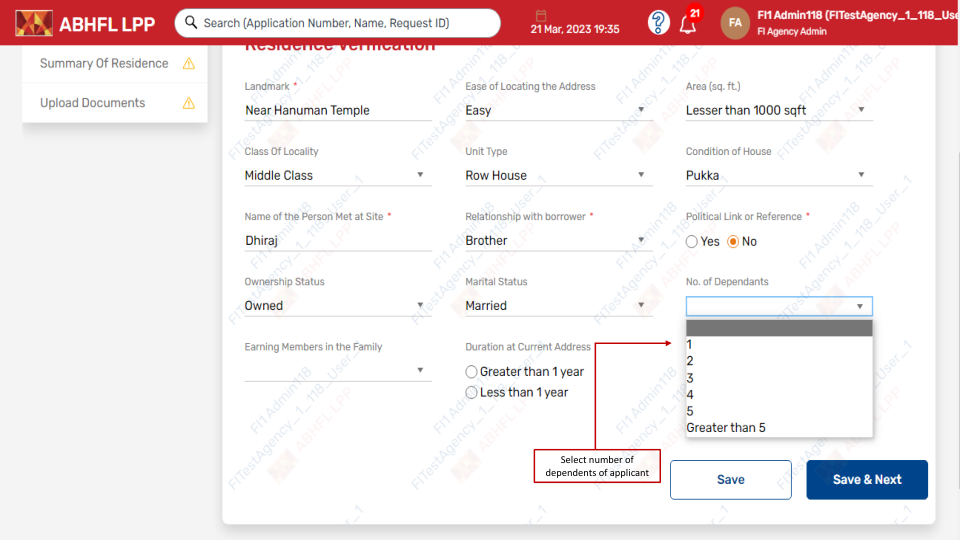 ABHFL LPP
Search (Application Number, Name, Request ID)
21 Mar, 2023 19:35
21
FA
FI1 Admin118 (FITestAgency_1_118_Use
FI Agency Admin
Summary Of Residence
Upload Documents
Residence Verification
Landmark *
Ease of Locating the Address
Area (sq. ft.)
Near Hanuman Temple
Easy
Lesser than 1000 sqft
Class Of Locality
Unit Type
Condition of House
Middle Class
Row House
Pukka
Name of the Person Met at Site *
Relationship with borrower *
Political Link or Reference *
Dhiraj
Brother
Yes No
Ownership Status
Marital Status
No. of Dependants
Owned
Married
Earning Members in the Family
Duration at Current Address
Greater than 1 year
Less than 1 year
1
2
3
4
5
Greater than 5
Select number of
dependents of applicant
Save
Save & Next